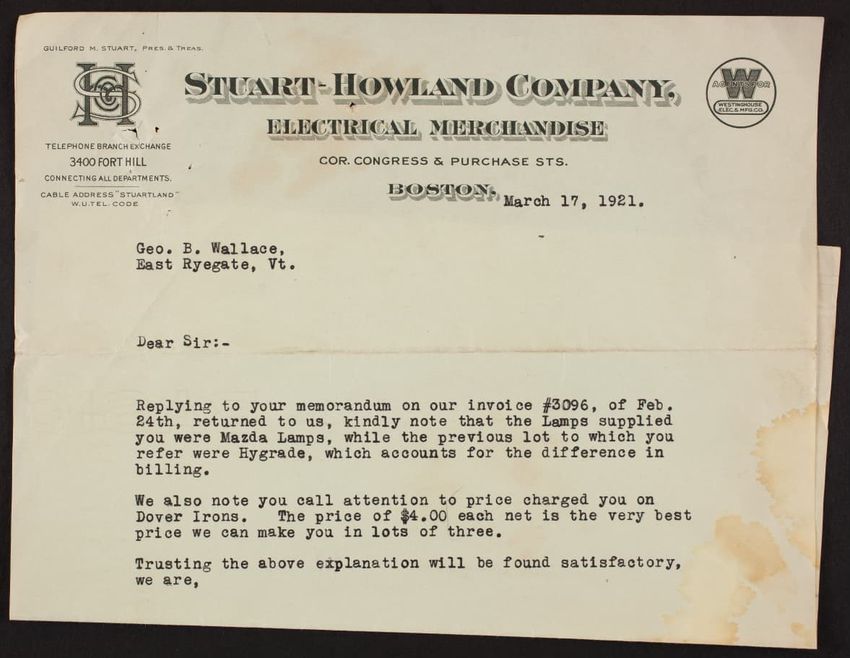 GUILFORD M. STUART, PRES. & TREAS.
SHCo
STUART-HOWLAND COMPANY,
AGENTS FOR
W
WESTINGHOUSE
ELEC. & MFG. CO.
ELECTRICAL MERCHANDISE
TELEPHONE BRANCH EXCHANGE
3400 FORT HILL
CONNECTING ALL DEPARTMENTS.
CABLE ADDRESS "STUARTLAND"
W.U. TEL. CODE
COR. CONGRESS & PURCHASE STS.
BOSTON,
March 17, 1921.
Geo. B. Wallace,
East Ryegate, Vt.
Dear Sir:-
Replying to your memorandum on our invoice #3096, of Feb.
24th, returned to us, kindly note that the Lamps supplied
you were Mazda Lamps, while the previous lot to which you
refer were Hygrade, which accounts for the difference in
billing.
We also note you call attention to price charged you on
Dover Irons. The price of $4.00 each net is the very best
price we can make you in lots of three.
Trusting the above explanation will be found satisfactory,
we are,